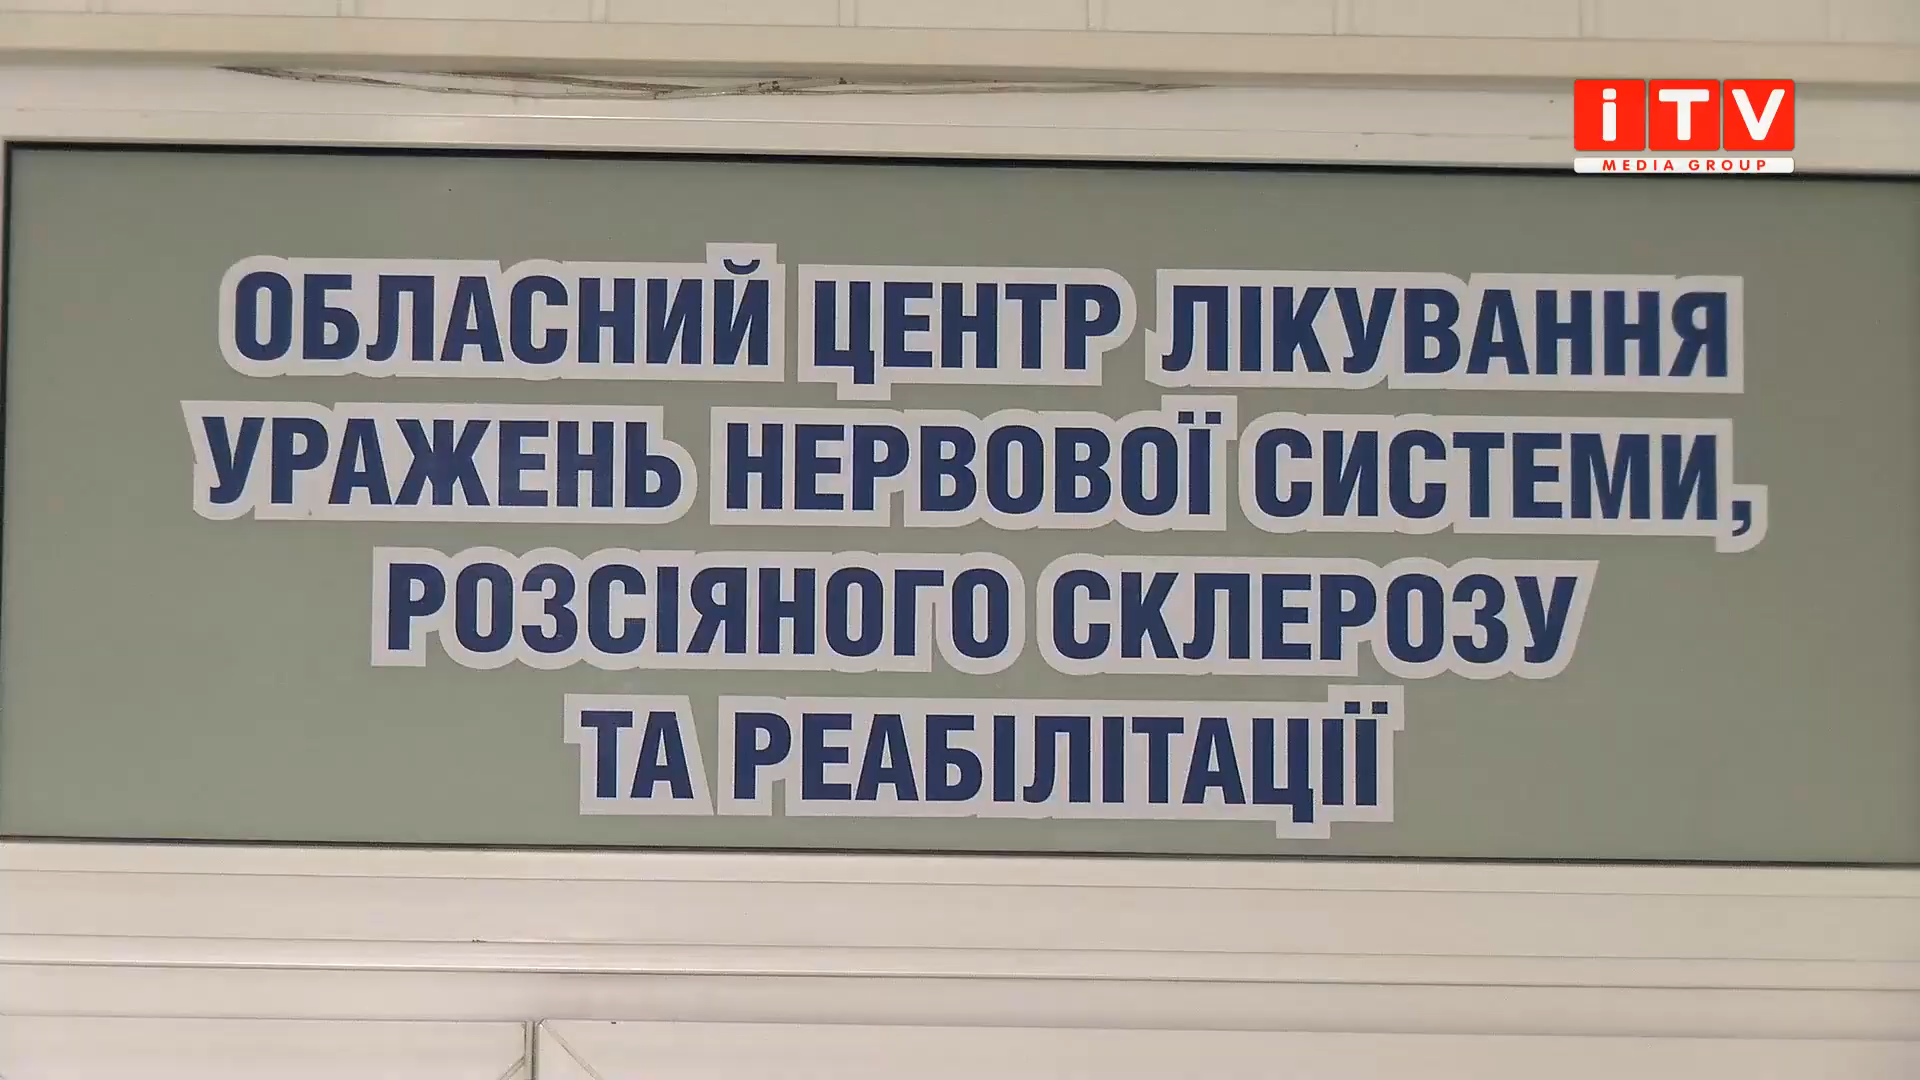 iTV
MEDIA GROUP
ОБЛАСНИЙ ЦЕНТР ЛІКУВАННЯ
УРАЖЕНЬ НЕРВОВОЇ СИСТЕМИ,
РОЗСІЯНОГО СКЛЕРОЗУ
ТА РЕАБІЛІТАЦІЇ